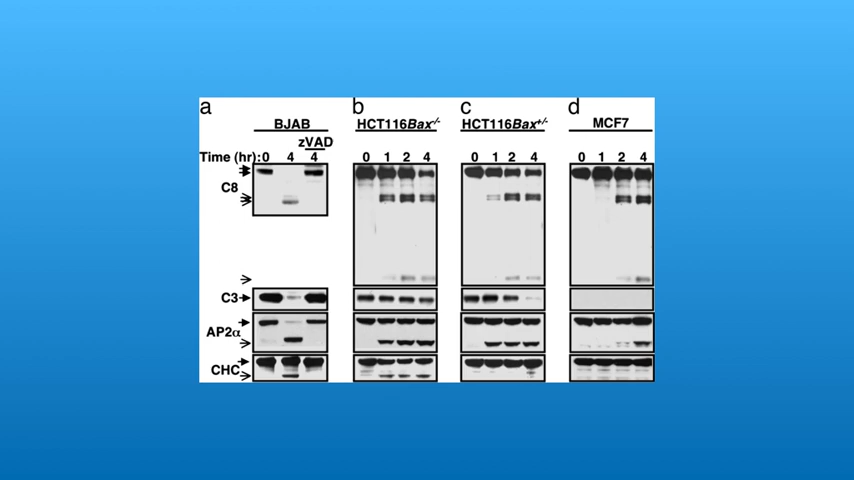 a b c d
BJAB HCT116Bax-/- HCT116Bax+/- MCF7
zVAD
Time (hr): 0 4 4 0 1 2 4 0 1 2 4 0 1 2 4
C8
C3
AP2α
CHC